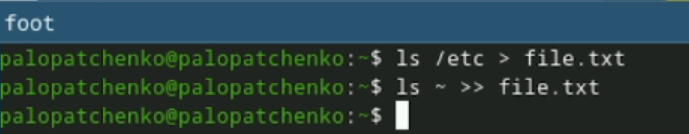 foot
palopatchenko@palopatchenko:~$ ls /etc > file.txt
palopatchenko@palopatchenko:~$ ls ~ >> file.txt
palopatchenko@palopatchenko:~$